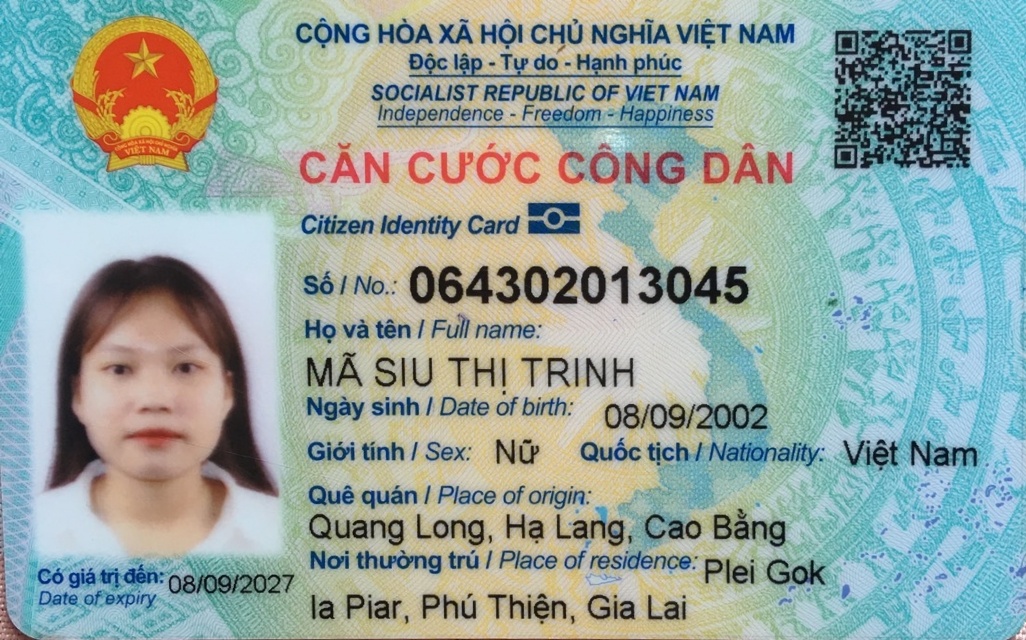 CỘNG HÒA XÃ HỘI CHỦ NGHĨA VIỆT NAM
Độc lập - Tự do - Hạnh phúc
SOCIALIST REPUBLIC OF VIET NAM
Independence - Freedom - Happiness
CĂN CƯỚC CÔNG DÂN
Citizen Identity Card
Số / No.: 064302013045
Họ và tên / Full name:
MÃ SIU THỊ TRINH
Ngày sinh / Date of birth: 08/09/2002
Giới tính / Sex: Nữ Quốc tịch / Nationality: Việt Nam
Quê quán / Place of origin:
Quang Long, Hạ Lang, Cao Bằng
Nơi thường trú / Place of residence: Plei Gok
Ia Piar, Phú Thiện, Gia Lai
Có giá trị đến: 08/09/2027
Date of expiry
VIỆT NAM